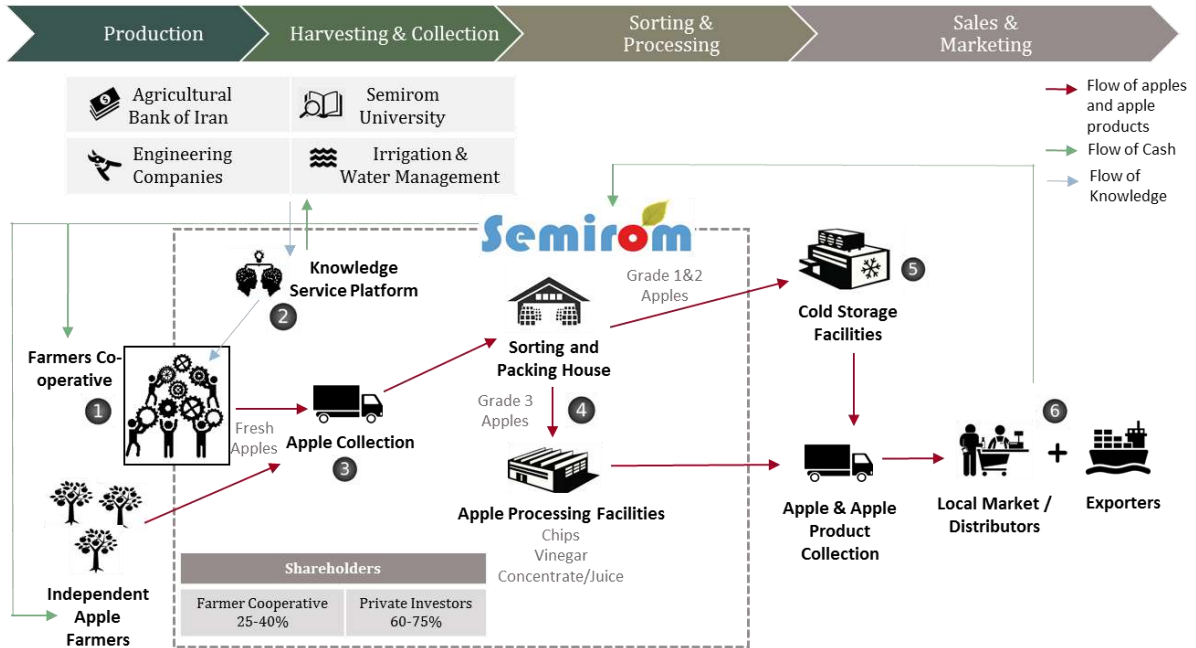 Production
Harvesting & Collection
Sorting &
Processing
Sales &
Marketing
Agricultural
Bank of Iran
Semirom
University
Engineering
Companies
Irrigation &
Water Management
Flow of apples
and apple
products
Flow of Cash
Flow of
Knowledge
Semirom
Knowledge
Service Platform
2
Grade 1&2
Apples
5
Cold Storage
Facilities
Farmers Co-
operative
1
Sorting and
Packing House
Fresh
Apples
Apple Collection
3
Grade 3
Apples
4
Apple Processing Facilities
Chips
Vinegar
Concentrate/Juice
Apple & Apple
Product
Collection
6
+
Local Market /
Distributors
Exporters
Independent
Apple
Farmers
Shareholders
Farmer Cooperative
25-40%
Private Investors
60-75%